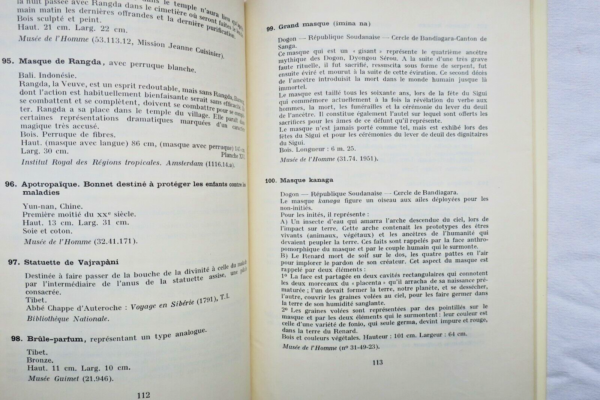 main on place avec Rangda dans le temple
matin les dernières offrandes et la dernière purification.
Bois sculpté et peint.
Haut. 21 cm. Larg. 22 cm.
Musée de l'Homme (53.113.12, Mission Jeanne Cuisinier).
95. Masque de Rangda, avec perruque blanche.
Bali. Indonésie.
Rangda, la Veuve, est un esprit redoutable, mais sans
dont l'action est habituellement bienfaisante serait sans efficacité,
se combattent et se complètent, doivent se combattre pour
ter. Rangda a sa place dans le temple du village. Elle
certaines représentations dramatiques marquées d'un
magique très accusé.
Bois. Perruque de fibres.
Haut. (masque avec langue) 86 cm, (masque avec perruque)
Larg. 30 cm.
Institut Royal des Régions tropicales. Amsterdam
96. Apotropaïque. Bonnet destiné à protéger les enfants contre les
maladies
Yun-nan, Chine.
Première moitié du XXe siècle.
Haut. 13 cm. Larg. 31 cm.
Soie et coton.
Musée de l'Homme (32.41.171).
97. Statuette de Vajrapàni
Destinée à faire passer de la bouche de la divinité à celle du
par l'intermédiaire de l'anus de la statuette assise, une
consacrée.
Tibet.
Abbé Chappe d'Auteroche : Voyage en Sibérie (1791), T.I.
Bibliothèque Nationale.
98. Brûle-parfum, représentant un type analogue.
Tibet.
Bronze.
Haut. 11 cm. Larg. 10 cm.
Musée Guimet (21.946).
112
99. Grand masque (imina na)
Dogon — République Soudanaise — Cercle de Bandiagara-Canton de
Sanga.
Ce masque qui est un « géant » représente le quatrième ancêtre
mythique des Dogon, Dyongou Sérou. A la suite d'une très grave
faute rituelle, il fut sacrifié, ressuscita sous forme de serpent, fut
ensuite éviré et mourut à la suite de cette éviration. Ce second décès
de l'ancêtre introduisit la mort dans le monde humain jusque là
immortel.
Le masque est taillé tous les soixante ans, lors de la fête du Sigui
qui commémore actuellement à la fois la révélation du verbe aux
hommes, la mort, les funérailles et la cérémonie du lever de deuil
de l'ancêtre. Il constitue également l'autel sur lequel sont offerts les
sacrifices pour les âmes de ce défunt qu'il représente.
Le masque n'est jamais porté comme tel, mais est exhibé lors des
fêtes du Sigui et pour les cérémonies du lever de deuil des dignitaires
du Sigui.
Bois. Longueur : 6 m. 25.
Musée de l'Homme (31.74. 1951).
100. Masque kanaga
Dogon — République Soudanaise — Cercle de Bandiagara.
Le masque kanaga figure un oiseau aux ailes déployées pour les
non-initiés.
Pour les inités, il représente :
A) Un insecte d'eau qui amarra l'arche descendue du ciel, lors de
l'impact sur terre. Cette arche contenait les prototypes des êtres
vivants (animaux, végétaux) et les ancêtres de l'humanité qui
devaient peupler la terre. Ces faits sont rappelés par la face anthro-
pomorphique du masque et par le couple humain qui le surmonte.
B) Le Renard mort de soif sur le dos, les quatre pattes en l'air
pour implorer le pardon de son créateur. Cet aspect du masque est
rappelé par deux éléments :
1° La face est partagée en deux cavités rectangulaires qui connotent
les deux morceaux du « placenta » qu'il arracha de sa naissance pré-
maturée ; l'un devait former la terre, notre planète, et se dessécher,
l'autre, couvrir les graines volées au ciel, pour les faire germer dans
la terre de son humidité sanglante.
2° Les graines volées sont représentées par des pointillés sur le
masque et par les deux éléments qui le surmontent : leur couleur est
celle d'une variété de fonio, qui seule germa, devint impure et rouge,
dans la terre du Renard.
Bois et couleurs végétales. Hauteur : 101 cm. Largeur : 64 cm.
Musée de l'Homme (n° 31-49-23).
113